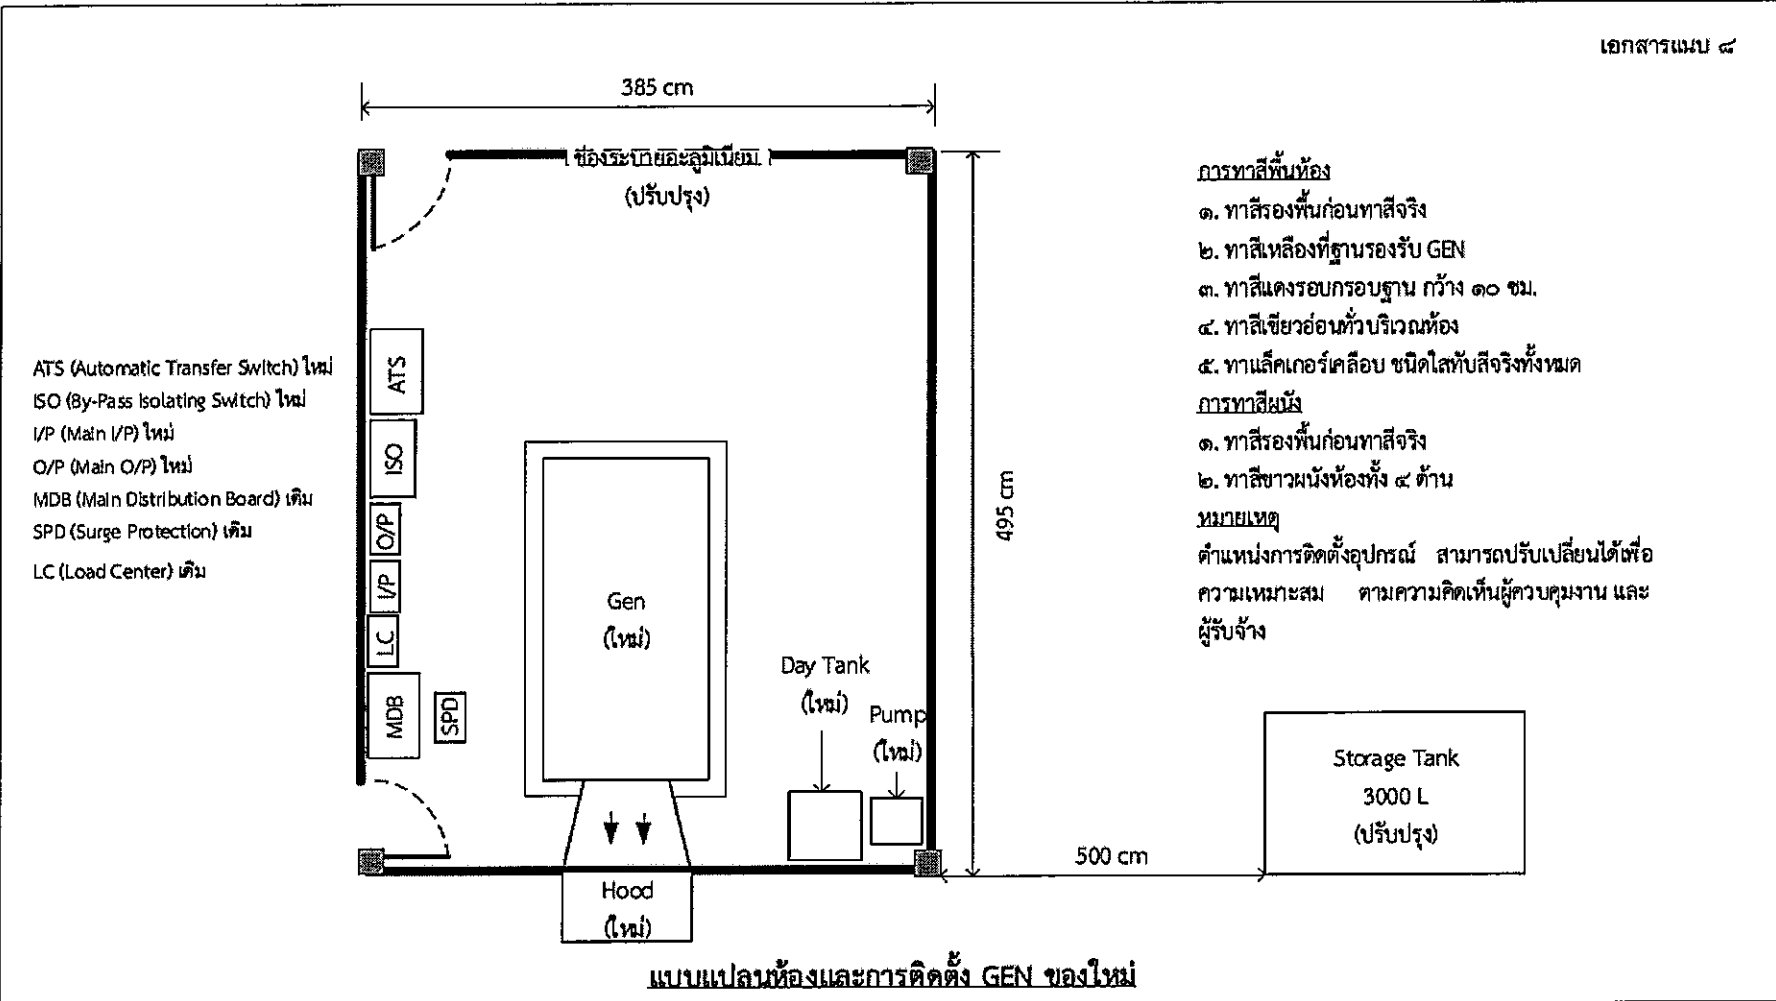 เอกสารแนบ ๘
385 cm
ช่องระบายอะลูมิเนียม
(ปรับปรุง)
ATS (Automatic Transfer Switch) ใหม่
ISO (By-Pass Isolating Switch) ใหม่
I/P (Main I/P) ใหม่
O/P (Main O/P) ใหม่
MDB (Main Distribution Board) เดิม
SPD (Surge Protection) เดิม
LC (Load Center) เดิม
ATS
ISO
O/P
I/P
LC
MDB
SPD
Gen
(ใหม่)
Day Tank
(ใหม่)
Pump
(ใหม่)
Hood
(ใหม่)
495 cm
500 cm
การทาสีพื้นห้อง
๑. ทาสีรองพื้นก่อนทาสีจริง
๒. ทาสีเหลืองที่ฐานรองรับ GEN
๓. ทาสีแดงรอบกรอบฐาน กว้าง ๑๐ ซม.
๔. ทาสีเขียวอ่อนทั่วบริเวณห้อง
๕. ทาแล็คเกอร์เคลือบ ชนิดใสทับสีจริงทั้งหมด
การทาสีผนัง
๑. ทาสีรองพื้นก่อนทาสีจริง
๒. ทาสีขาวผนังห้องทั้ง ๔ ด้าน
หมายเหตุ
ตำแหน่งการติดตั้งอุปกรณ์ สามารถปรับเปลี่ยนได้เพื่อ
ความเหมาะสม ตามความคิดเห็นผู้ควบคุมงาน และ
ผู้รับจ้าง
Storage Tank
3000 L
(ปรับปรุง)
แบบแปลนห้องและการติดตั้ง GEN ของใหม่